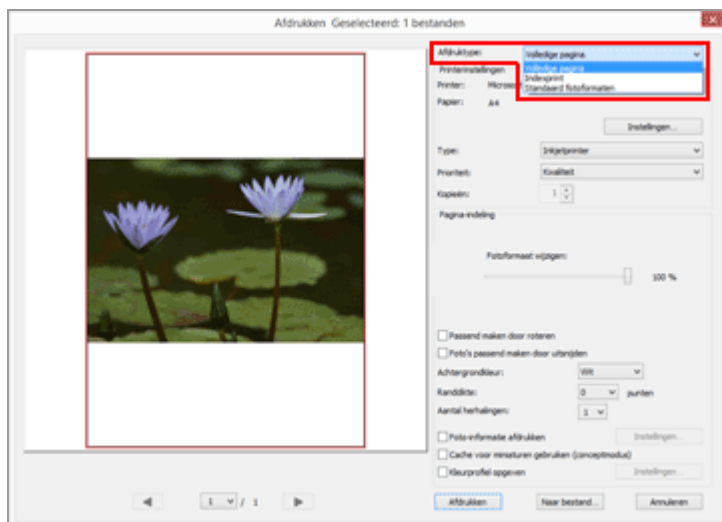 Afdrukken Geselecteerd: 1 bestanden
Afdruktype: Volledige pagina
Volledige pagina
Indexprint
Standaard fotoformaten
Printerinstellingen
Printer:
Papier: A4
Instellingen...
Type: Inkjetprinter
Prioriteit: Kwaliteit
Kopieën: 1
Pagina-indeling
Fotoformaat wijzigen:
100 %
Passend maken door roteren
Foto's passend maken door uitsnijden
Achtergrondkleur: Wit
Randdikte: 0 punten
Aantal herhalingen: 1
Foto-informatie afdrukken Instellingen...
Cache voor miniaturen gebruiken (conceptmodus)
Kleurprofiel opgeven Instellingen...
1 / 1
Afdrukken Naar bestand... Annuleren